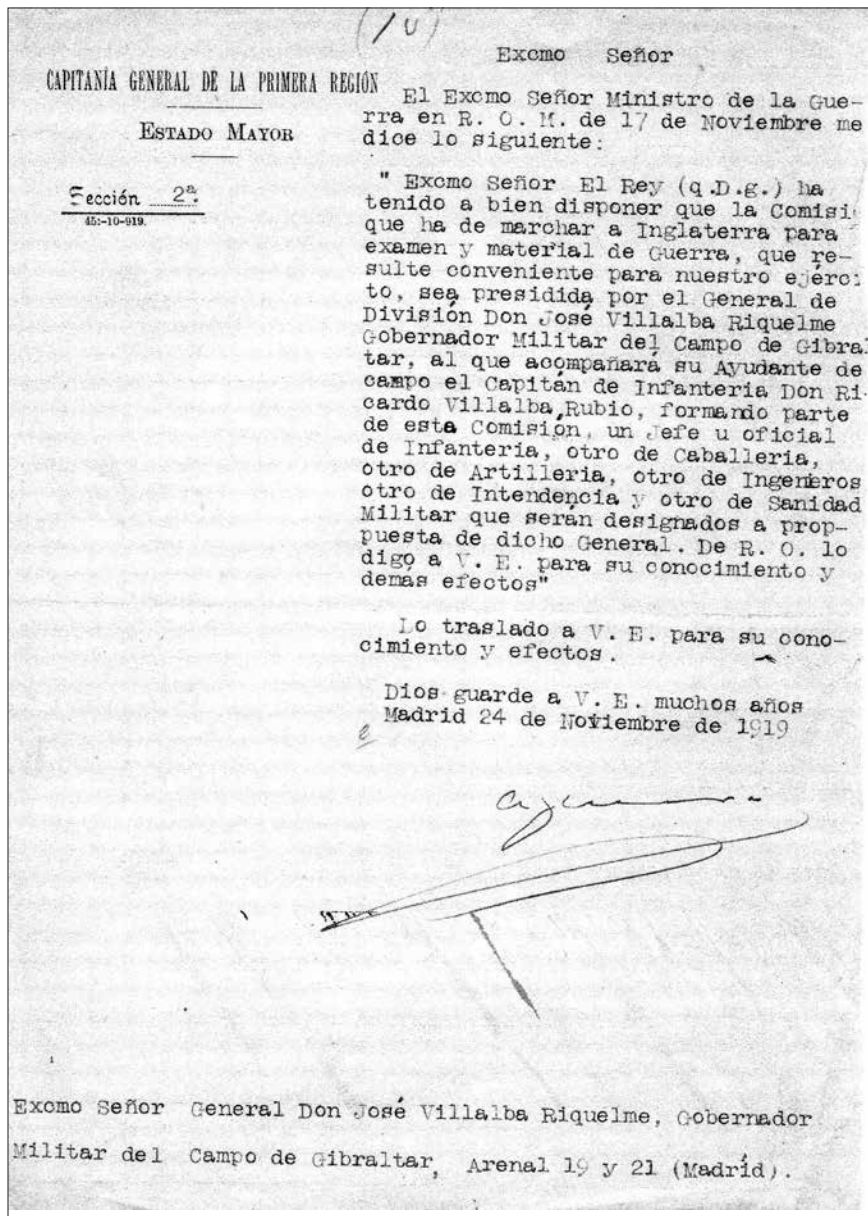 (10)
CAPITANÍA GENERAL DE LA PRIMERA REGIÓN
ESTADO MAYOR
Sección 2ª.
451-10-919.
Excmo Señor
El Excmo Señor Ministro de la Gue-
rra en R. O. M. de 17 de Noviembre me
dice lo siguiente:
" Excmo Señor El Rey (q.D.g.) ha
tenido a bien disponer que la Comisi
que ha de marchar a Inglaterra para
examen y material de Guerra, que re-
sulte conveniente para nuestro ejérci
to, sea presidida por el General de
División Don José Villalba Riquelme
Gobernador Militar del Campo de Gibral
tar, al que acompañará su Ayudante de
campo el Capitán de Infanteria Don Ri-
cardo Villalba Rubio, formando parte
de esta Comisión, un Jefe u oficial
de Infantería, otro de Caballeria,
otro de Artilleria, otro de Ingenieros
otro de Intendencia y otro de Sanidad
Militar que serán designados a prop-
puesta de dicho General. De R. O. lo
digo a V. E. para su conocimiento y
demas efectos"
Lo traslado a V. E. para su cono-
cimiento y efectos.
Dios guarde a V. E. muchos años
Madrid 24 de Noviembre de 1919
Excmo Señor General Don José Villalba Riquelme, Gobernador
Militar del Campo de Gibraltar, Arenal 19 y 21 (Madrid).